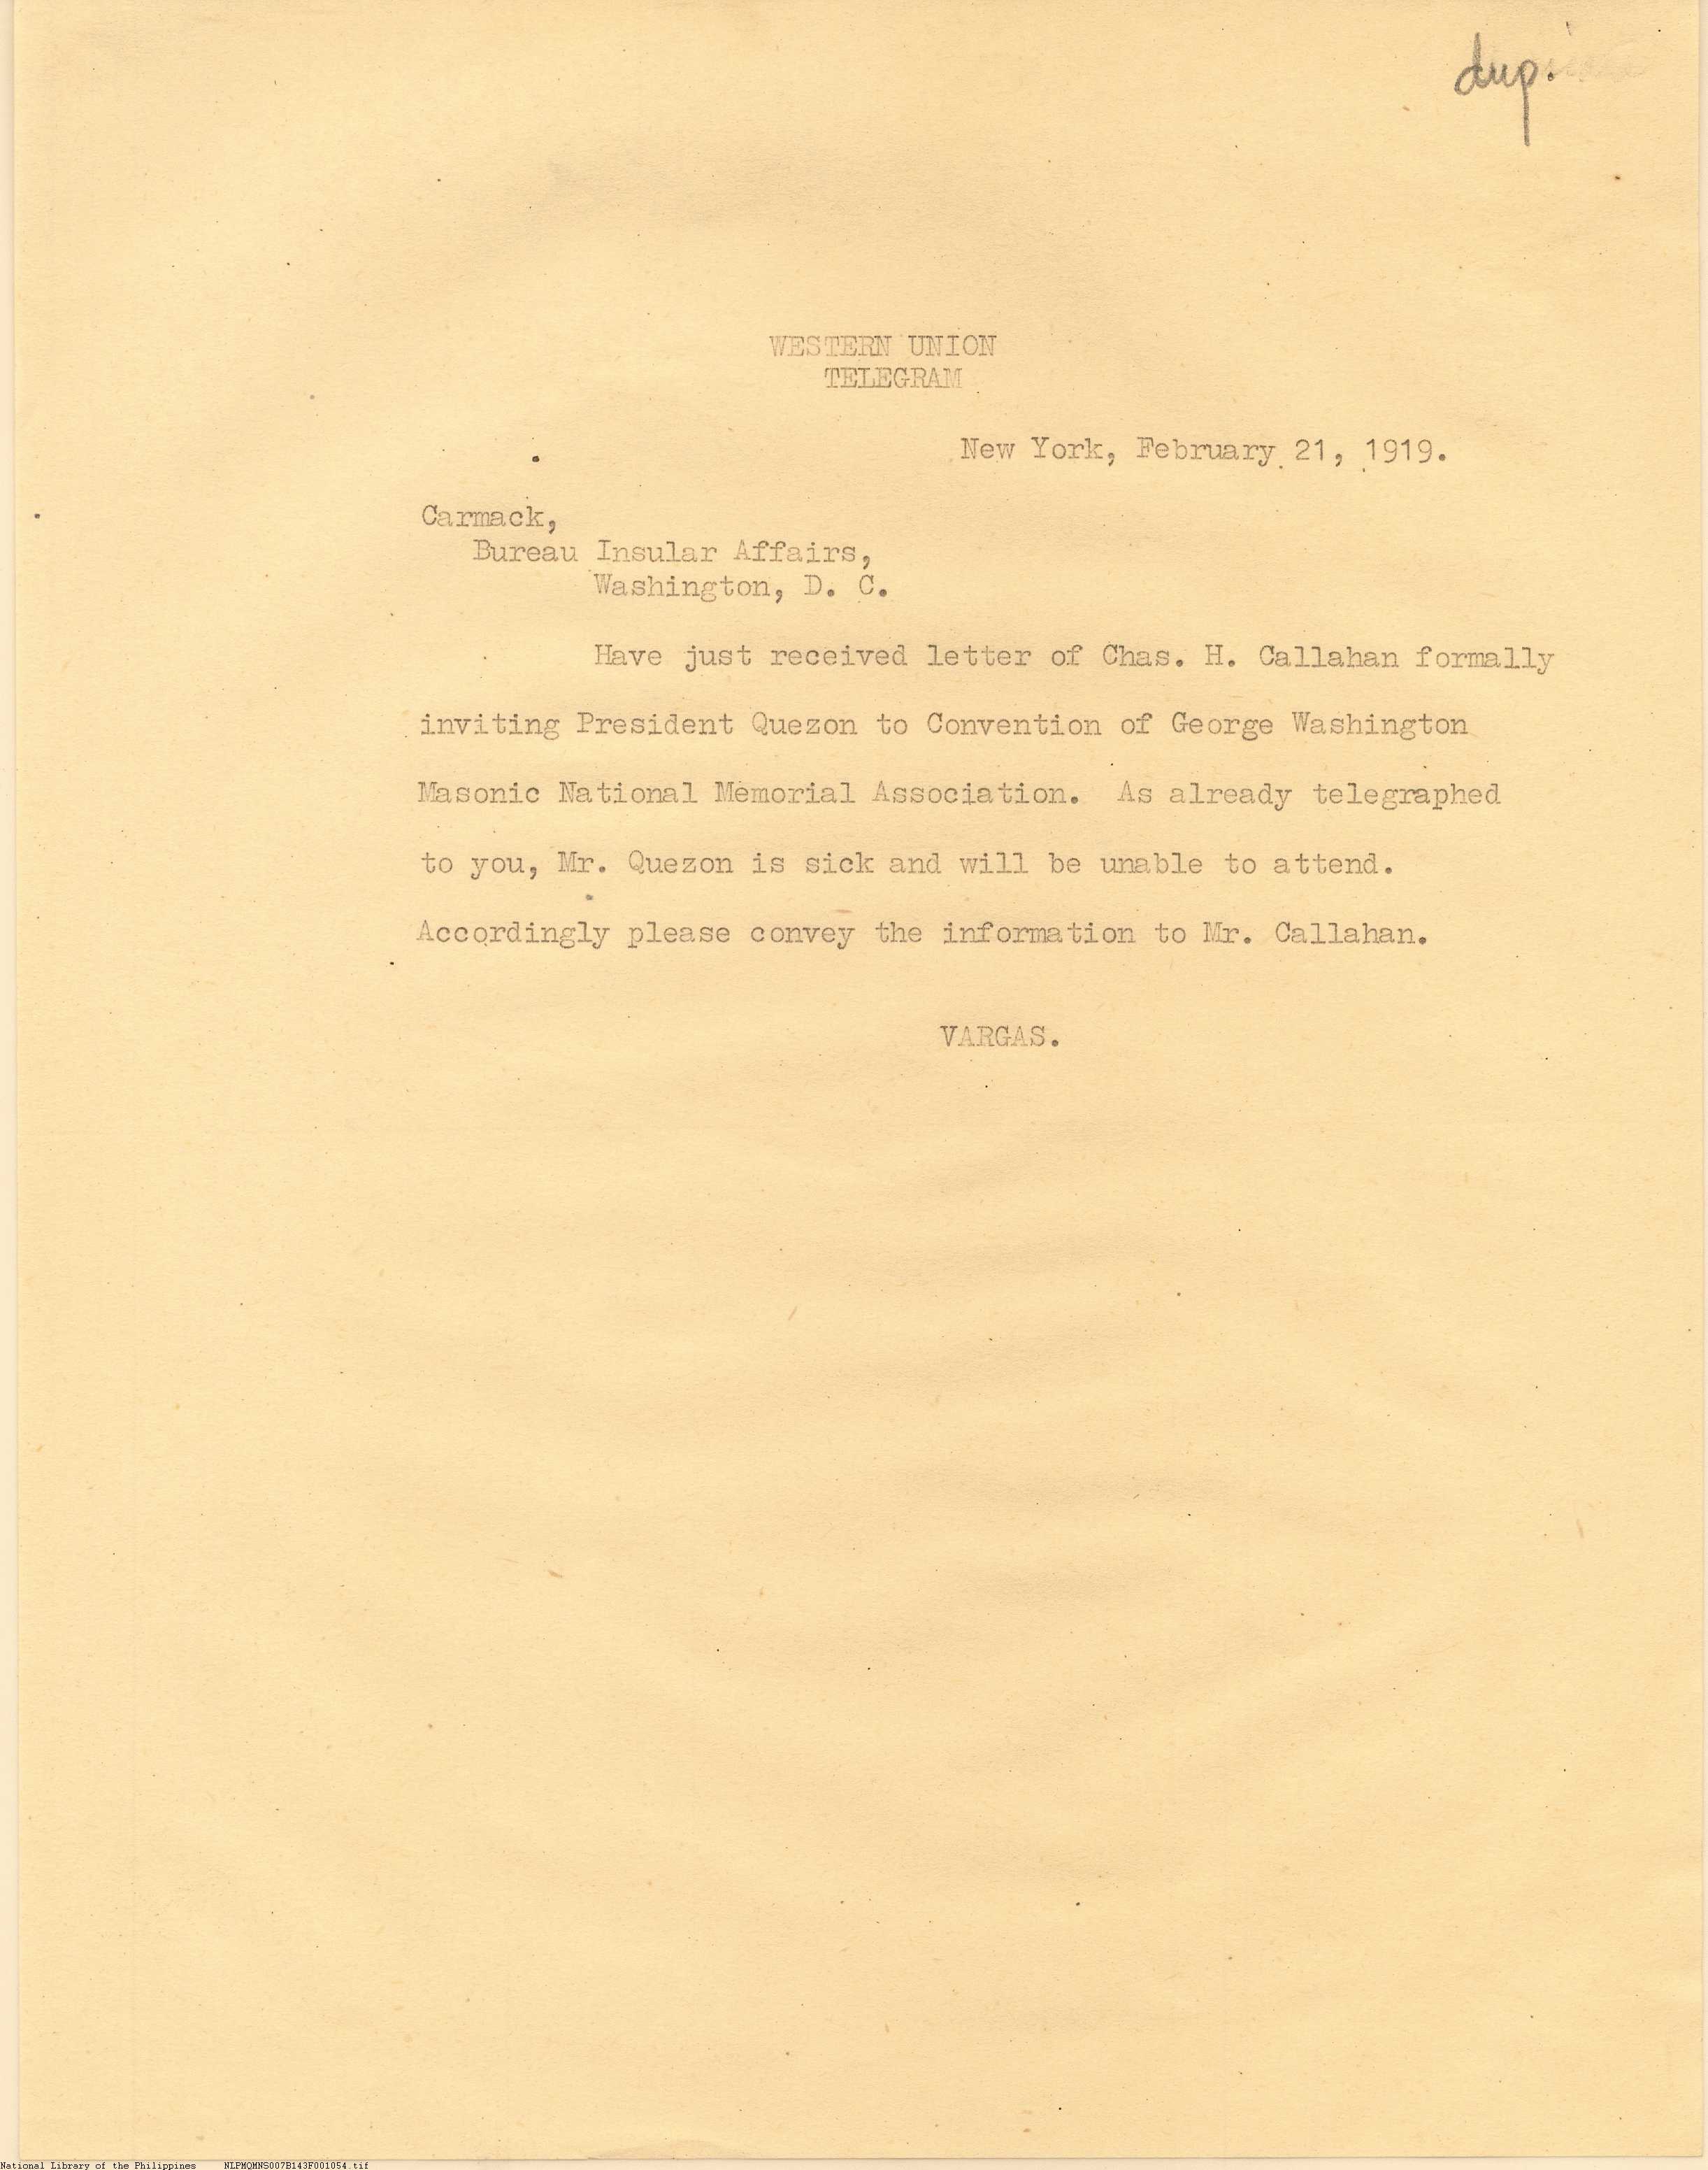 dup.
WESTERN UNION
TELEGRAM
New York, February 21, 1919.
Carmack,
Bureau Insular Affairs,
Washington, D. C.
Have just received letter of Chas. H. Callahan formally
inviting President Quezon to Convention of George Washington
Masonic National Memorial Association. As already telegraphed
to you, Mr. Quezon is sick and will be unable to attend.
Accordingly please convey the information to Mr. Callahan.
VARGAS.
National Library of the Philippines NLPMQMNS007B143F001054.tif